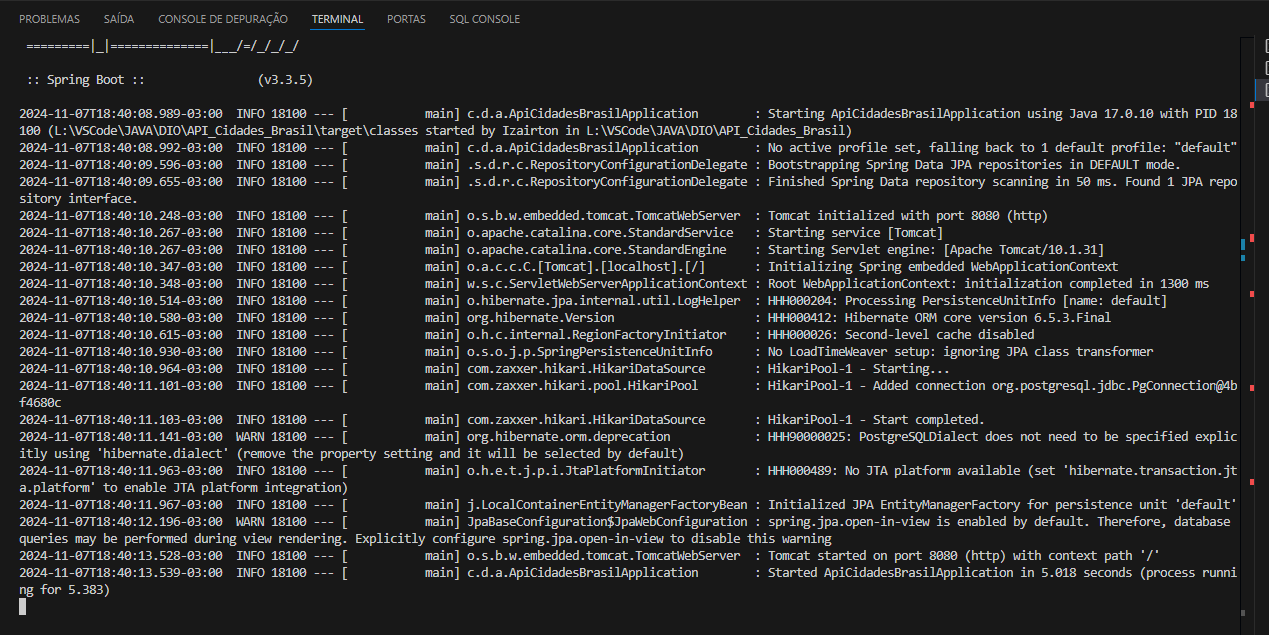 PROBLEMAS SAÍDA CONSOLE DE DEPURAÇÃO TERMINAL PORTAS SQL CONSOLE
=========|_|==============|___/=/_/_/_/
:: Spring Boot :: (v3.3.5)
2024-11-07T18:40:08.989-03:00 INFO 18100 --- [ main] c.d.a.ApiCidadesBrasilApplication : Starting ApiCidadesBrasilApplication using Java 17.0.10 with PID 18
100 (L:\VSCode\JAVA\DIO\API_Cidades_Brasil\target\classes started by Izairton in L:\VSCode\JAVA\DIO\API_Cidades_Brasil)
2024-11-07T18:40:08.992-03:00 INFO 18100 --- [ main] c.d.a.ApiCidadesBrasilApplication : No active profile set, falling back to 1 default profile: "default"
2024-11-07T18:40:09.596-03:00 INFO 18100 --- [ main] .s.d.r.c.RepositoryConfigurationDelegate : Bootstrapping Spring Data JPA repositories in DEFAULT mode.
2024-11-07T18:40:09.655-03:00 INFO 18100 --- [ main] .s.d.r.c.RepositoryConfigurationDelegate : Finished Spring Data repository scanning in 50 ms. Found 1 JPA repo
sitory interface.
2024-11-07T18:40:10.248-03:00 INFO 18100 --- [ main] o.s.b.w.embedded.tomcat.TomcatWebServer : Tomcat initialized with port 8080 (http)
2024-11-07T18:40:10.267-03:00 INFO 18100 --- [ main] o.apache.catalina.core.StandardService : Starting service [Tomcat]
2024-11-07T18:40:10.267-03:00 INFO 18100 --- [ main] o.apache.catalina.core.StandardEngine : Starting Servlet engine: [Apache Tomcat/10.1.31]
2024-11-07T18:40:10.347-03:00 INFO 18100 --- [ main] o.a.c.c.C.[Tomcat].[localhost].[/] : Initializing Spring embedded WebApplicationContext
2024-11-07T18:40:10.348-03:00 INFO 18100 --- [ main] w.s.c.ServletWebServerApplicationContext : Root WebApplicationContext: initialization completed in 1300 ms
2024-11-07T18:40:10.514-03:00 INFO 18100 --- [ main] o.hibernate.jpa.internal.util.LogHelper : HHH000204: Processing PersistenceUnitInfo [name: default]
2024-11-07T18:40:10.580-03:00 INFO 18100 --- [ main] org.hibernate.Version : HHH000412: Hibernate ORM core version 6.5.3.Final
2024-11-07T18:40:10.615-03:00 INFO 18100 --- [ main] o.h.c.internal.RegionFactoryInitiator : HHH000026: Second-level cache disabled
2024-11-07T18:40:10.930-03:00 INFO 18100 --- [ main] o.s.o.j.p.SpringPersistenceUnitInfo : No LoadTimeWeaver setup: ignoring JPA class transformer
2024-11-07T18:40:10.964-03:00 INFO 18100 --- [ main] com.zaxxer.hikari.HikariDataSource : HikariPool-1 - Starting...
2024-11-07T18:40:11.101-03:00 INFO 18100 --- [ main] com.zaxxer.hikari.pool.HikariPool : HikariPool-1 - Added connection org.postgresql.jdbc.PgConnection@4b
f4680c
2024-11-07T18:40:11.103-03:00 INFO 18100 --- [ main] com.zaxxer.hikari.HikariDataSource : HikariPool-1 - Start completed.
2024-11-07T18:40:11.141-03:00 WARN 18100 --- [ main] org.hibernate.orm.deprecation : HHH90000025: PostgreSQLDialect does not need to be specified explic
itly using 'hibernate.dialect' (remove the property setting and it will be selected by default)
2024-11-07T18:40:11.963-03:00 INFO 18100 --- [ main] o.h.e.t.j.p.i.JtaPlatformInitiator : HHH000489: No JTA platform available (set 'hibernate.transaction.jt
a.platform' to enable JTA platform integration)
2024-11-07T18:40:11.967-03:00 INFO 18100 --- [ main] j.LocalContainerEntityManagerFactoryBean : Initialized JPA EntityManagerFactory for persistence unit 'default'
2024-11-07T18:40:12.196-03:00 WARN 18100 --- [ main] JpaBaseConfiguration$JpaWebConfiguration : spring.jpa.open-in-view is enabled by default. Therefore, database
queries may be performed during view rendering. Explicitly configure spring.jpa.open-in-view to disable this warning
2024-11-07T18:40:13.528-03:00 INFO 18100 --- [ main] o.s.b.w.embedded.tomcat.TomcatWebServer : Tomcat started on port 8080 (http) with context path '/'
2024-11-07T18:40:13.539-03:00 INFO 18100 --- [ main] c.d.a.ApiCidadesBrasilApplication : Started ApiCidadesBrasilApplication in 5.018 seconds (process runni
ng for 5.383)